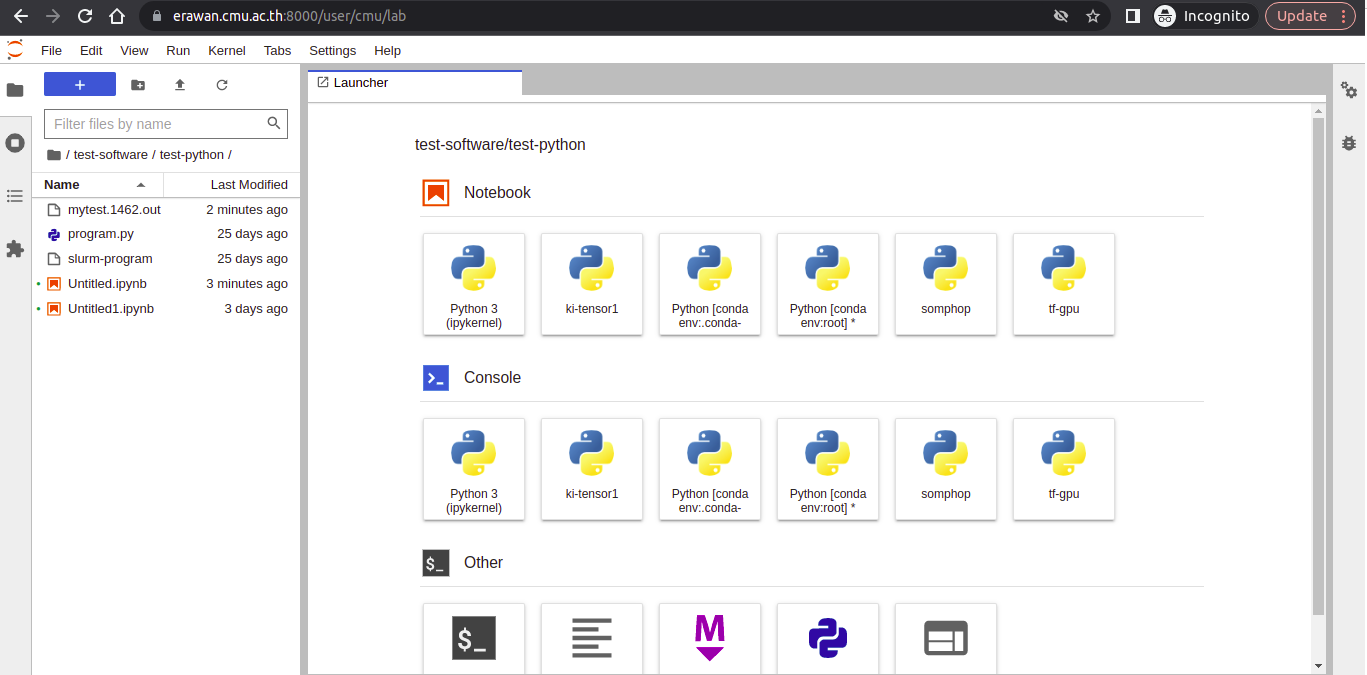 erawan.cmu.ac.th:8000/user/cmu/lab
Incognito
Update
File Edit View Run Kernel Tabs Settings Help
+
Filter files by name
/ test-software / test-python /
Name Last Modified
mytest.1462.out 2 minutes ago
program.py 25 days ago
slurm-program 25 days ago
Untitled.ipynb 3 minutes ago
Untitled1.ipynb 3 days ago
Launcher
test-software/test-python
Notebook
Python 3
(ipykernel)
ki-tensor1
Python [conda
env:.conda-
Python [conda
env:root] *
somphop
tf-gpu
>_
Console
Python 3
(ipykernel)
ki-tensor1
Python [conda
env:.conda-
Python [conda
env:root] *
somphop
tf-gpu
$_
Other
$_
M